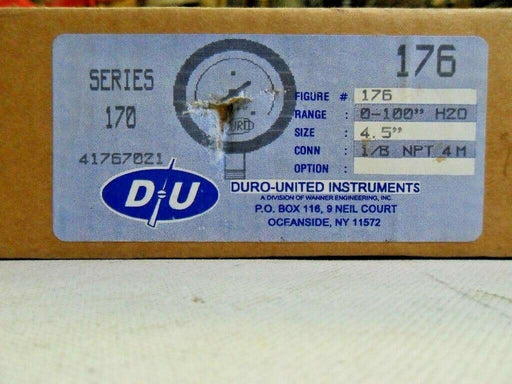 SERIES
170
41767021
176
FIGURE # 176
RANGE : 0-100" H2O
SIZE : 4.5"
CONN : 1/8 NPT 4M
OPTION :
D/U
DURO-UNITED INSTRUMENTS
A DIVISION OF WANNER ENGINEERING, INC.
P.O. BOX 116, 9 NEIL COURT
OCEANSIDE, NY 11572